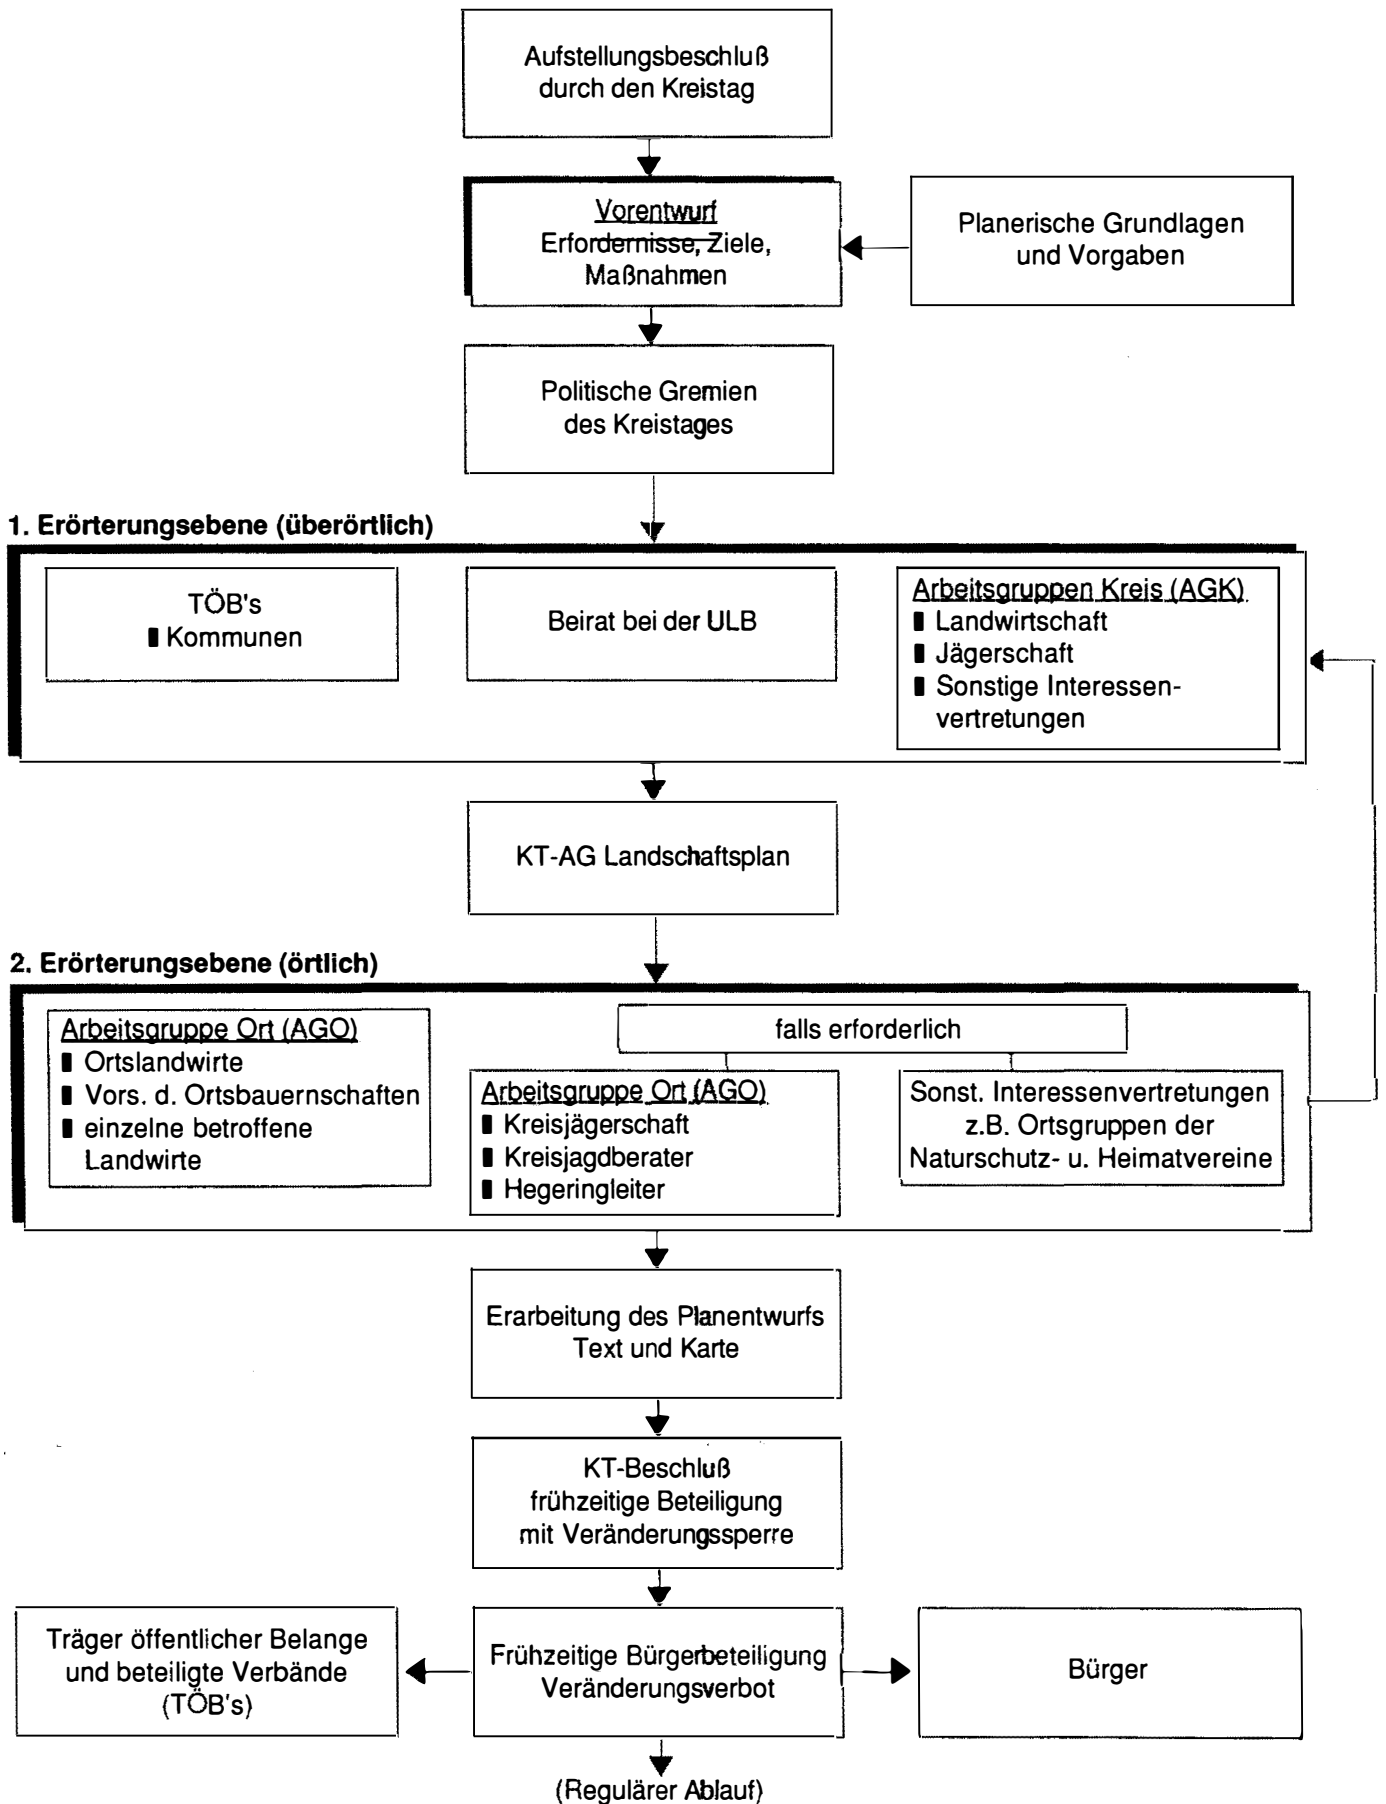 Aufstellungsbeschluß
durch den Kreistag
Vorentwurf
Erfordernisse, Ziele,
Maßnahmen
Planerische Grundlagen
und Vorgaben
Politische Gremien
des Kreistages
1. Erörterungsebene (überörtlich)
TÖB's
▮ Kommunen
Beirat bei der ULB
Arbeitsgruppen Kreis (AGK)
▮ Landwirtschaft
▮ Jägerschaft
▮ Sonstige Interessen-
vertretungen
KT-AG Landschaftsplan
2. Erörterungsebene (örtlich)
Arbeitsgruppe Ort (AGO)
▮ Ortslandwirte
▮ Vors. d. Ortsbauernschaften
▮ einzelne betroffene
Landwirte
falls erforderlich
Arbeitsgruppe Ort (AGO)
▮ Kreisjägerschaft
▮ Kreisjagdberater
▮ Hegeringleiter
Sonst. Interessenvertretungen
z.B. Ortsgruppen der
Naturschutz- u. Heimatvereine
Erarbeitung des Planentwurfs
Text und Karte
KT-Beschluß
frühzeitige Beteiligung
mit Veränderungssperre
Träger öffentlicher Belange
und beteiligte Verbände
(TÖB's)
Frühzeitige Bürgerbeteiligung
Veränderungsverbot
Bürger
(Regulärer Ablauf)